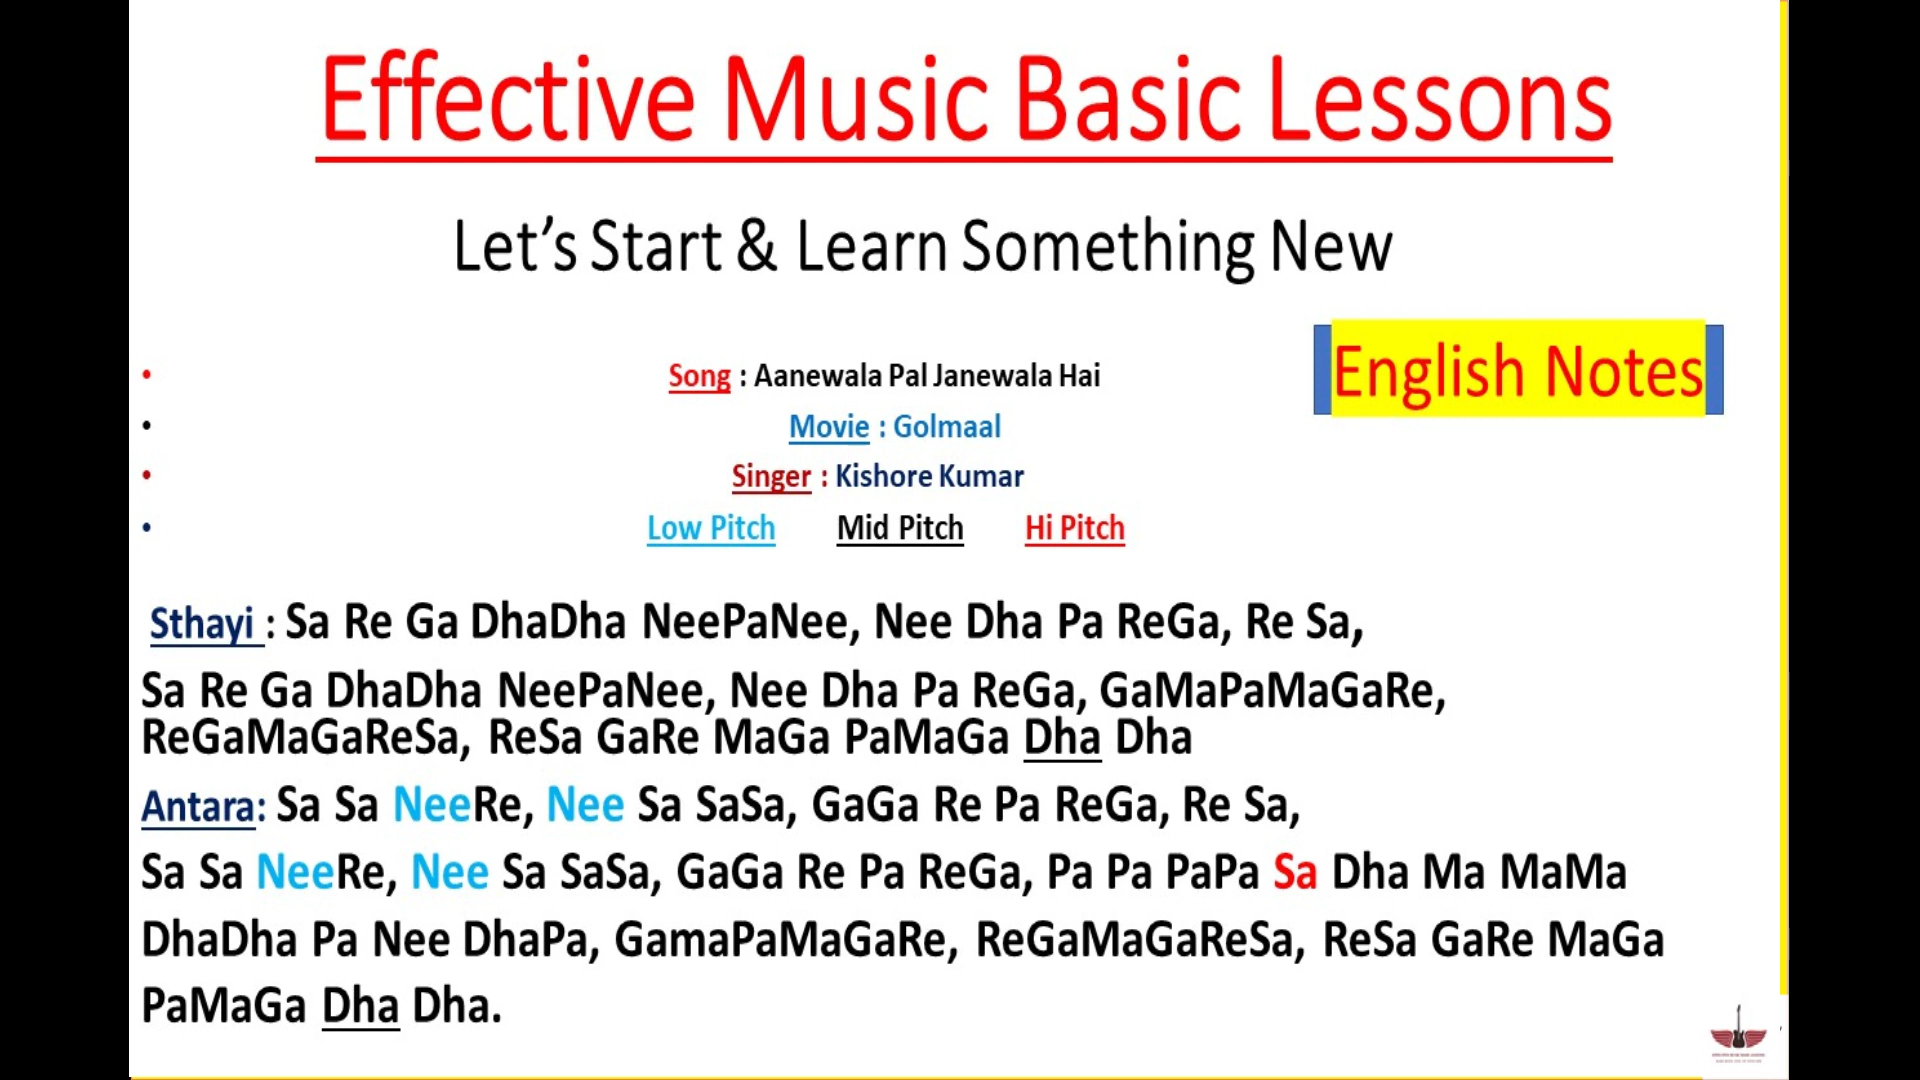 Effective Music Basic Lessons
Let's Start & Learn Something New
English Notes
• Song : Aanewala Pal Janewala Hai
• Movie : Golmaal
• Singer : Kishore Kumar
• Low Pitch Mid Pitch Hi Pitch
Sthayi : Sa Re Ga DhaDha NeePaNee, Nee Dha Pa ReGa, Re Sa,
Sa Re Ga DhaDha NeePaNee, Nee Dha Pa ReGa, GaMaPaMaGaRe,
ReGaMaGaReSa, ReSa GaRe MaGa PaMaGa Dha Dha
Antara: Sa Sa NeeRe, Nee Sa SaSa, GaGa Re Pa ReGa, Re Sa,
Sa Sa NeeRe, Nee Sa SaSa, GaGa Re Pa ReGa, Pa Pa PaPa Sa Dha Ma MaMa
DhaDha Pa Nee DhaPa, GamaPaMaGaRe, ReGaMaGaReSa, ReSa GaRe MaGa
PaMaGa Dha Dha.